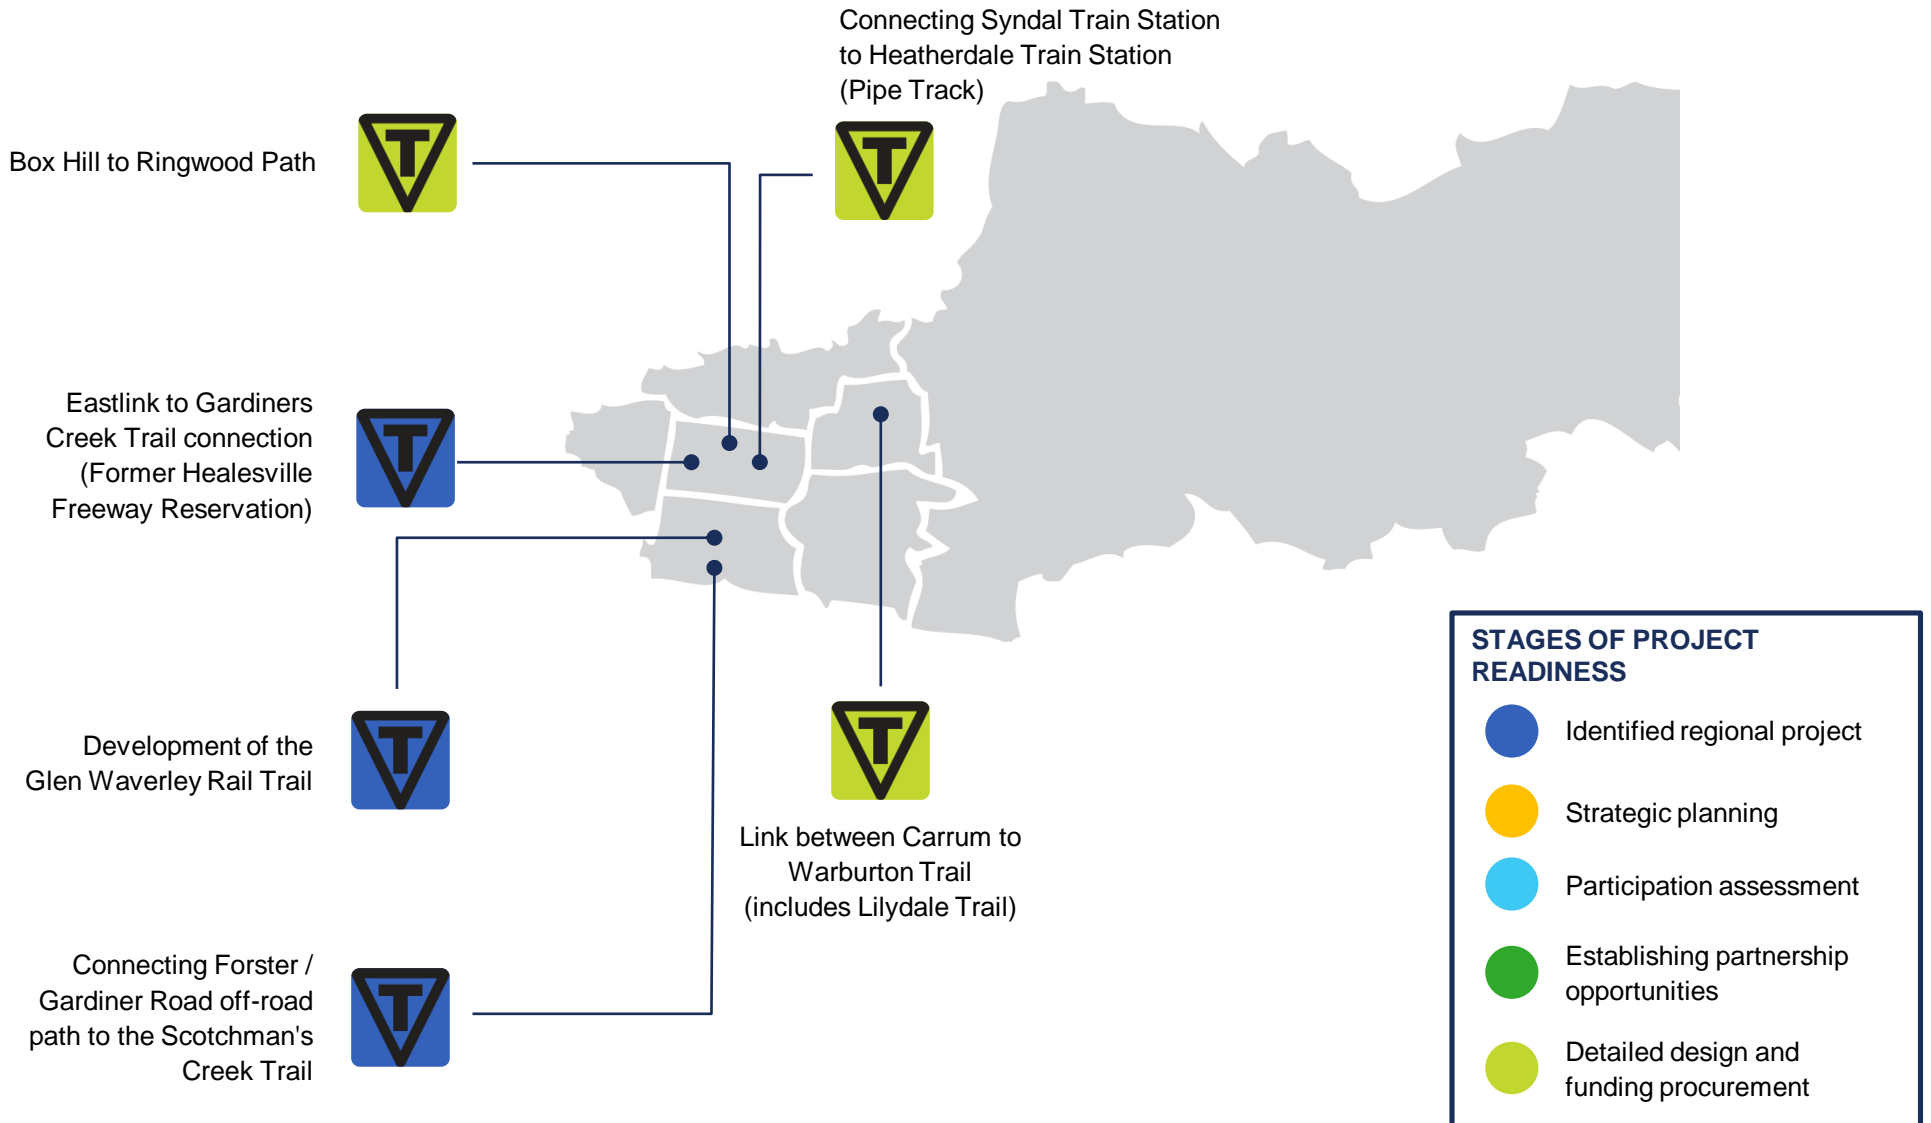 Connecting Syndal Train Station
to Heatherdale Train Station
(Pipe Track)
T
Box Hill to Ringwood Path
T
Eastlink to Gardiners
Creek Trail connection
(Former Healesville
Freeway Reservation)
T
Development of the
Glen Waverley Rail Trail
T
T
Link between Carrum to
Warburton Trail
(includes Lilydale Trail)
Connecting Forster /
Gardiner Road off-road
path to the Scotchman's
Creek Trail
T
STAGES OF PROJECT
READINESS
Identified regional project
Strategic planning
Participation assessment
Establishing partnership
opportunities
Detailed design and
funding procurement